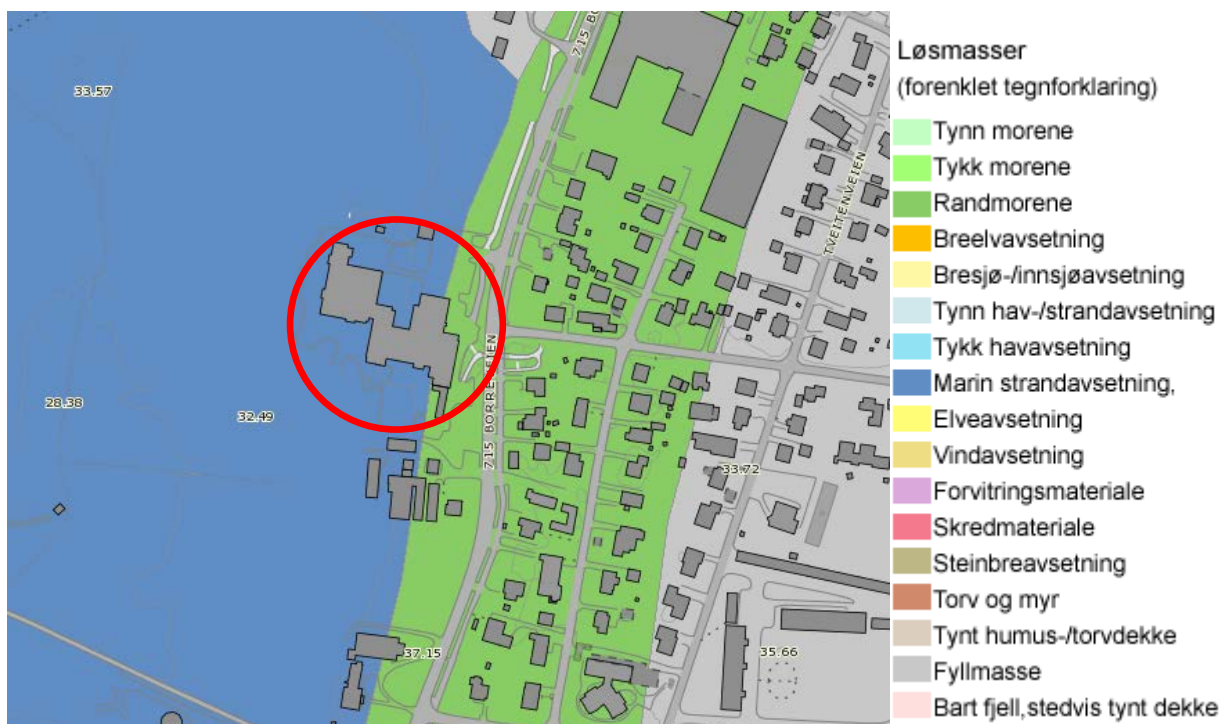 715 BO
33.57
TVEITENVEIEN
715 BORREVEIEN
28.38
32.49
33.72
37.15
35.66
Løsmasser
(forenklet tegnforklaring)
Tynn morene
Tykk morene
Randmorene
Breelvavsetning
Bresjø-/innsjøavsetning
Tynn hav-/strandavsetning
Tykk havavsetning
Marin strandavsetning,
Elveavsetning
Vindavsetning
Forvitringsmateriale
Skredmateriale
Steinbreavsetning
Torv og myr
Tynt humus-/torvdekke
Fyllmasse
Bart fjell,stedvis tynt dekke